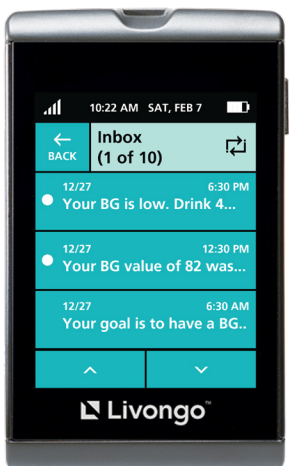 10:22 AM SAT, FEB 7
BACK
Inbox
(1 of 10)
12/27 6:30 PM
Your BG is low. Drink 4...
12/27 12:30 PM
Your BG value of 82 was...
12/27 6:30 AM
Your goal is to have a BG..
Livongo™